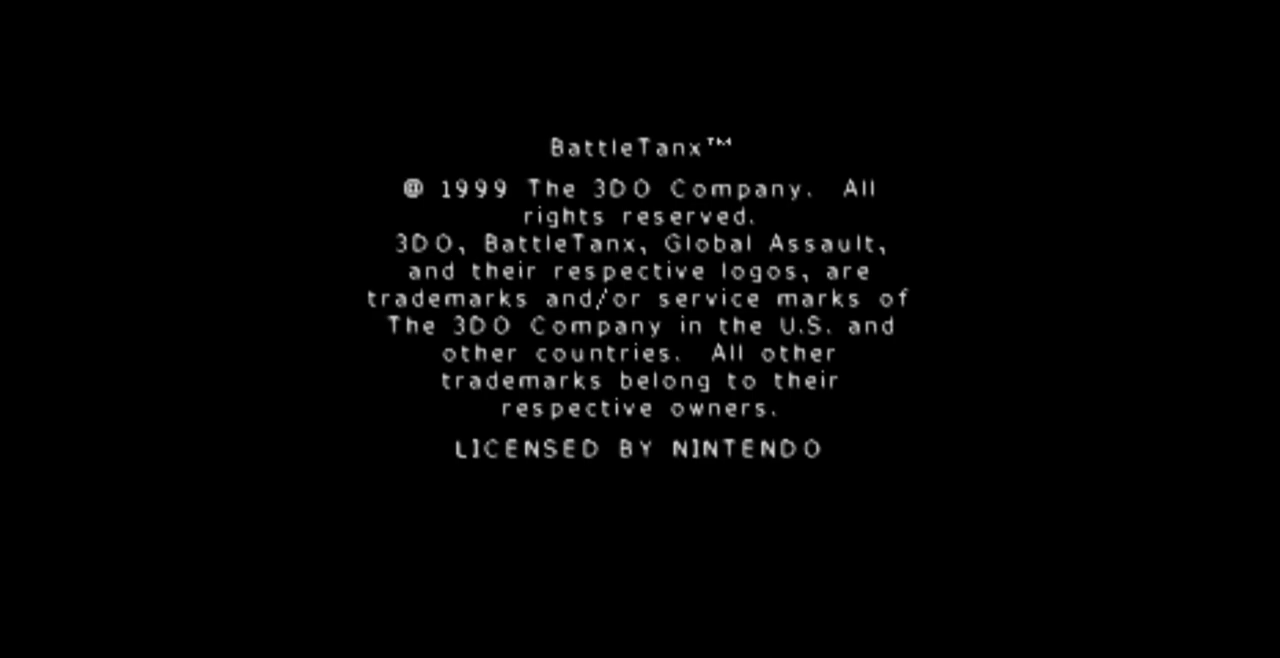 BattleTanx™
@ 1999 The 3DO Company.  All
rights reserved.
3DO, BattleTanx, Global Assault,
and their respective logos, are
trademarks and/or service marks of
The 3DO Company in the U.S. and
other countries.  All other
trademarks belong to their
respective owners.
LICENSED BY NINTENDO